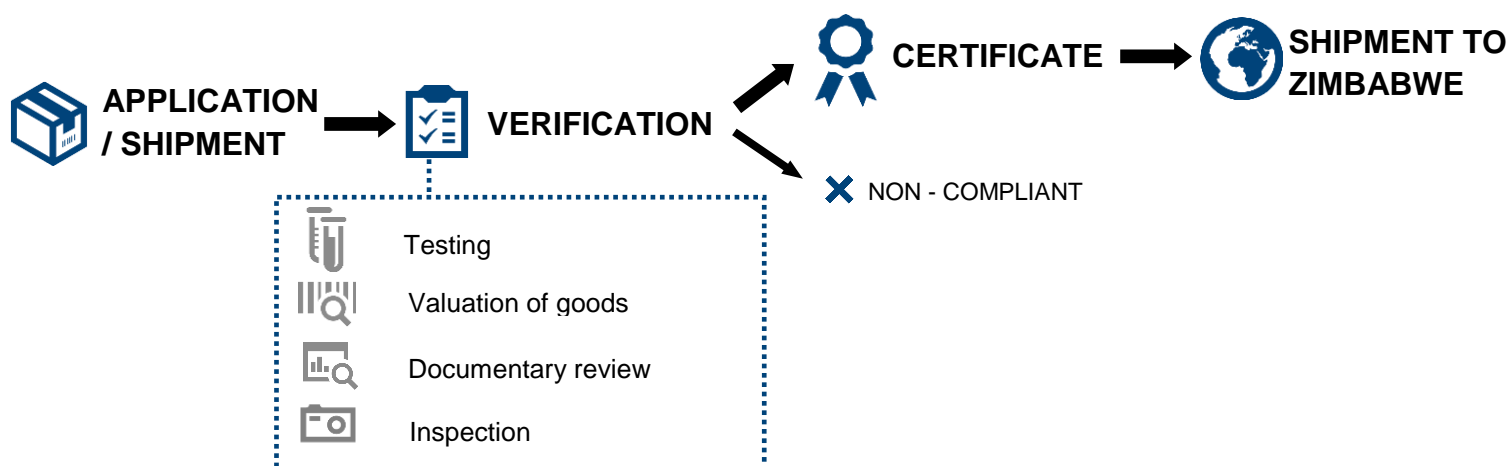 APPLICATION
/ SHIPMENT
VERIFICATION
CERTIFICATE
SHIPMENT TO
ZIMBABWE
NON - COMPLIANT
Testing
Valuation of goods
Documentary review
Inspection